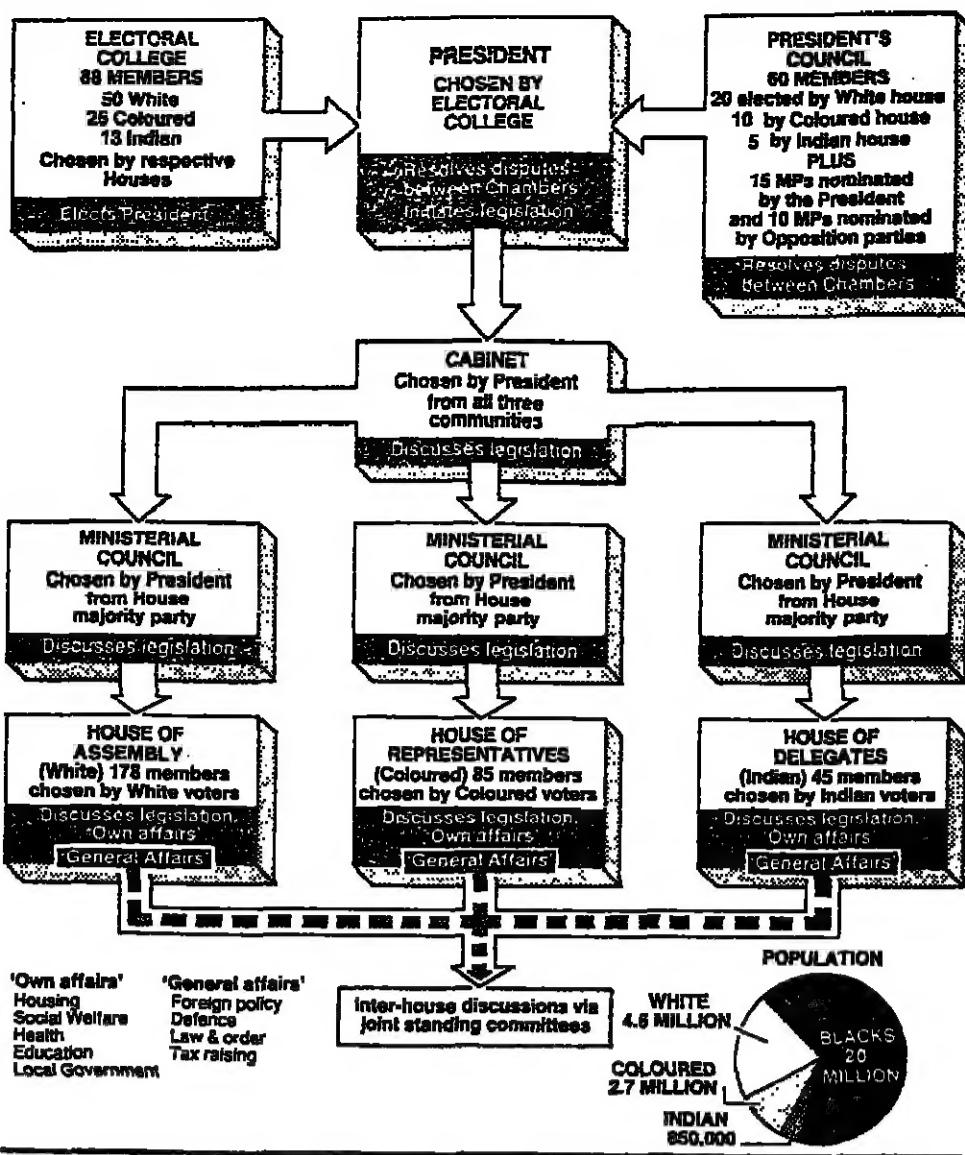 ELECTORAL
COLLEGE
88 MEMBERS
50 White
25 Coloured
13 Indian
Chosen by respective
Houses
Elects President
PRESIDENT
CHOSEN BY
ELECTORAL
COLLEGE
Resolves disputes
between Chambers
Initates legislation
PRESIDENT'S
COUNCIL
60 MEMBERS
20 elected by White house
10 by Coloured house
5 by Indian house
PLUS
15 MPs nominated
by the President
and 10 MPs nominated
by Opposition parties
Resolves disputes
Between Chambers
CABINET
Chosen by President
from all three
communities
Discusses legislation
MINISTERIAL
COUNCIL
Chosen by President
from House
majority party
Discusses legislation
MINISTERIAL
COUNCIL
Chosen by President
from House
majority party
Discusses legislation
MINISTERIAL
COUNCIL
Chosen by President
from House
majority party
Discusses legislation
HOUSE OF
ASSEMBLY
(White) 178 members
chosen by White voters
Discusses legislation,
'Own affairs'
'General Affairs'
HOUSE OF
REPRESENTATIVES
(Coloured) 85 members
chosen by Coloured voters
Discusses legislation,
'Own affairs'
'General Affairs'
HOUSE OF
DELEGATES
(Indian) 45 members
chosen by Indian voters
Discusses legislation,
'Own affairs'
'General Affairs'
'Own affairs'
Housing
Social Welfare
Health
Education
Local Government
'General affairs'
Foreign policy
Defence
Law & order
Tax raising
Inter-house discussions via
joint standing committees
POPULATION
WHITE
4.5 MILLION
BLACKS
20
MILLION
COLOURED
2.7 MILLION
INDIAN
850,000